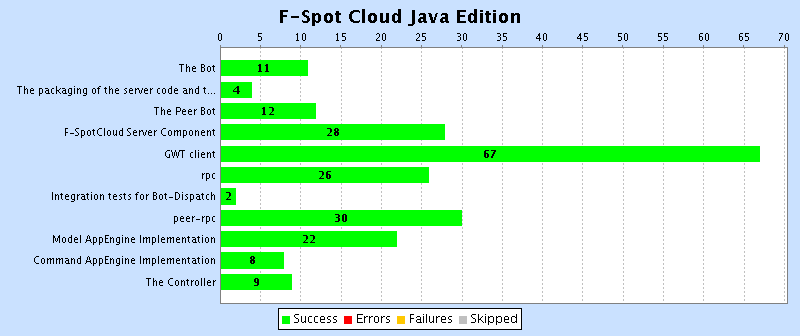 F-Spot Cloud Java Edition
0 5 10 15 20 25 30 35 40 45 50 55 60 65 70
The Bot 11
The packaging of the server code and t... 4
The Peer Bot 12
F-SpotCloud Server Component 28
GWT client 67
rpc 26
Integration tests for Bot-Dispatch 2
peer-rpc 30
Model AppEngine Implementation 22
Command AppEngine Implementation 8
The Controller 9
Success Errors Failures Skipped